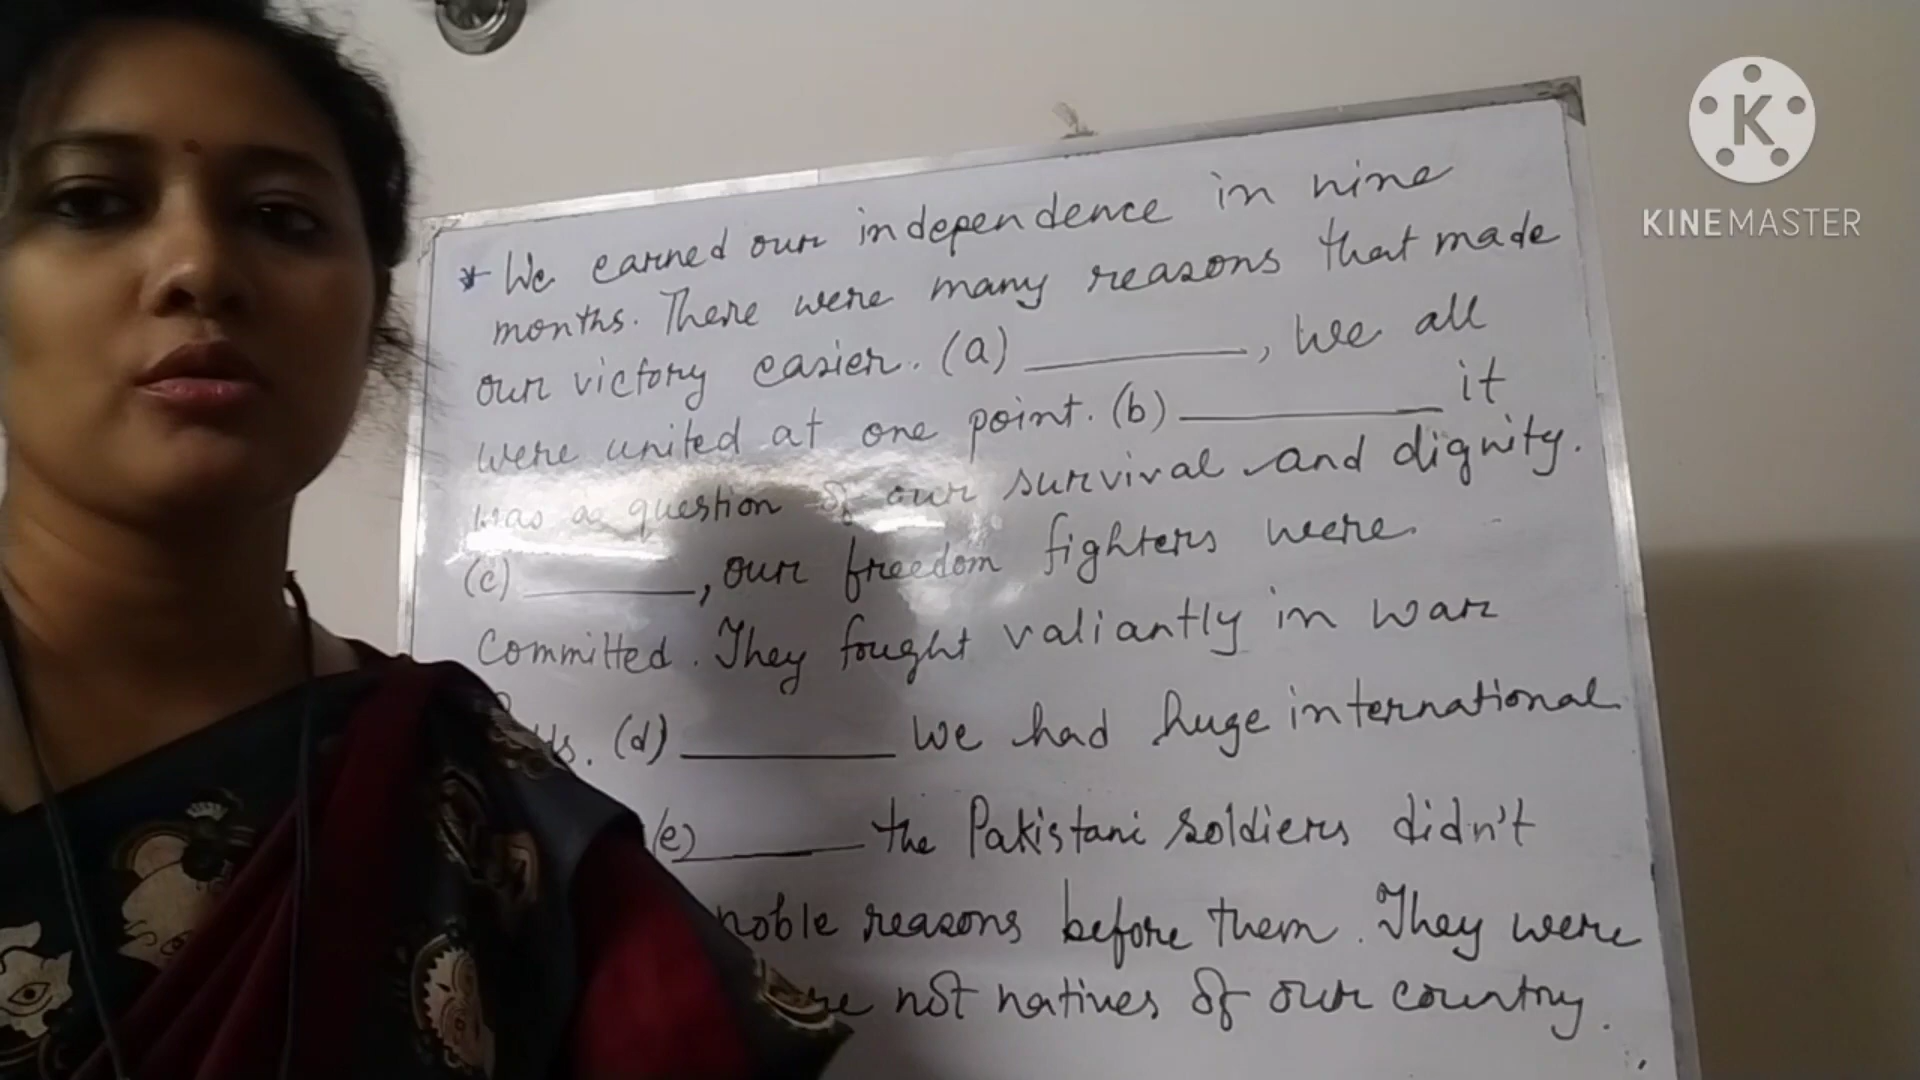 We earned our independence in nine
months. There were many reasons that made
our victory easier. (a) ________, We all
were united at one point. (b) ________ it
was a question of our survival and dignity.
(c) ________, our freedom fighters were
committed. They fought valiantly in war
(d) ________ We had huge international
(e) ________ the Pakistani soldiers didn't
noble reasons before them. They were
not natives of our country.
K
KINEMASTER